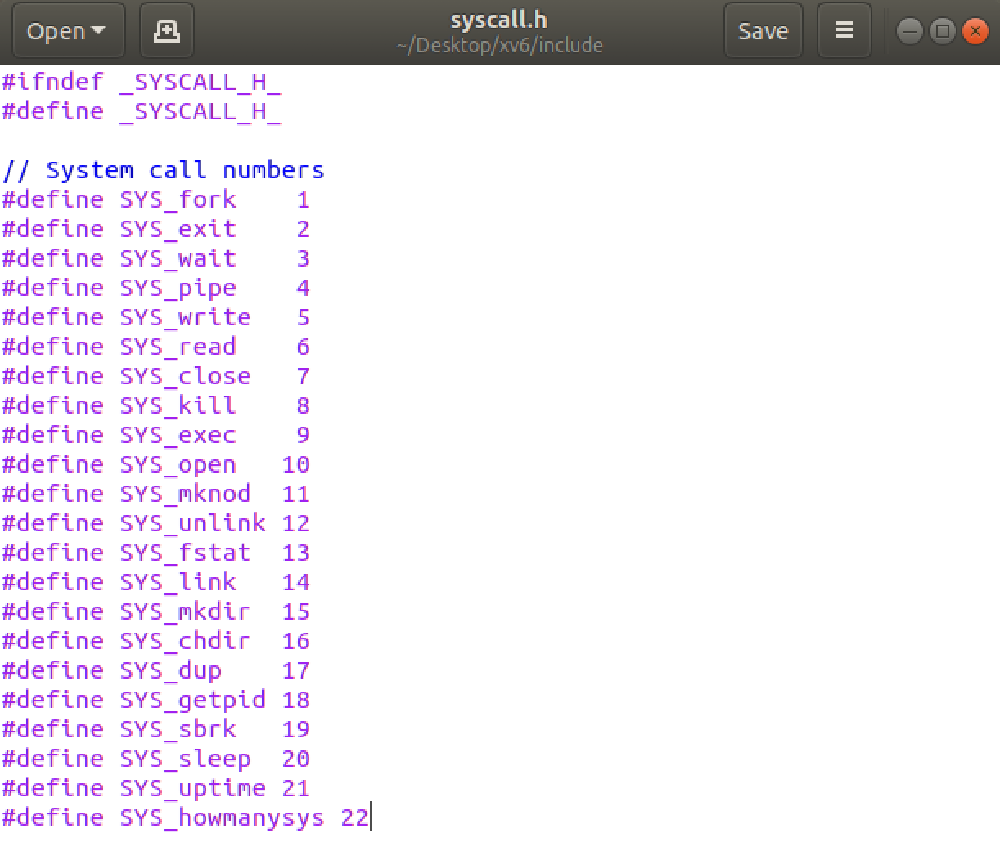 Open
syscall.h
~/Desktop/xv6/include
Save
#ifndef _SYSCALL_H_
#define _SYSCALL_H_
// System call numbers
#define SYS_fork    1
#define SYS_exit    2
#define SYS_wait    3
#define SYS_pipe    4
#define SYS_write   5
#define SYS_read    6
#define SYS_close   7
#define SYS_kill    8
#define SYS_exec    9
#define SYS_open   10
#define SYS_mknod  11
#define SYS_unlink 12
#define SYS_fstat  13
#define SYS_link   14
#define SYS_mkdir  15
#define SYS_chdir  16
#define SYS_dup    17
#define SYS_getpid 18
#define SYS_sbrk   19
#define SYS_sleep  20
#define SYS_uptime 21
#define SYS_howmanysys 22